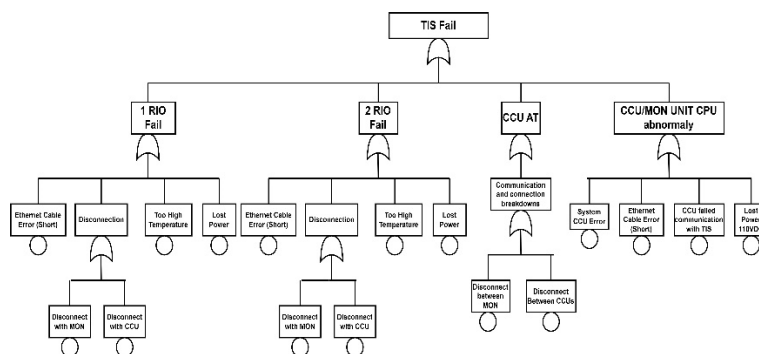 TIS Fail
1 RIO
Fail
2 RIO
Fail
CCU AT
CCU/MON UNIT CPU
abnormaly
Ethernet Cable
Error (Short)
Disconnection
Too High
Temperature
Lost
Power
Ethernet Cable
Error (Short)
Disconnection
Too High
Temperature
Lost
Power
Communication
and connection
breakdowns
System
CCU Error
Ethernet
Cable Error
(Short)
CCU failed
communication
with TIS
Lost
Power
110VD
Disconnect
with MON
Disconnect
with CCU
Disconnect
with MON
Disconnect
with CCU
Disconnect
between
MON
Disconnect
Between CCUs